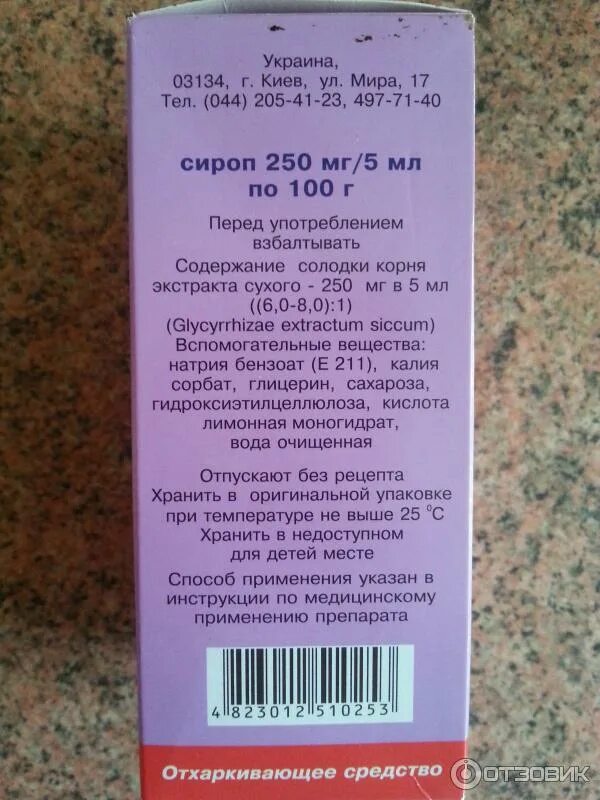 Украина,
03134, г. Киев, ул. Мира, 17
Тел. (044) 205-41-23, 497-71-40
сироп 250 мг/5 мл
по 100 г
Перед употреблением
взбалтывать
Содержание солодки корня
экстракта сухого - 250 мг в 5 мл
((6,0-8,0):1)
(Glycyrrhizae extractum siccum)
Вспомогательные вещества:
натрия бензоат (Е 211), калия
сорбат, глицерин, сахароза,
гидроксиэтилцеллюлоза, кислота
лимонная моногидрат,
вода очищенная
Отпускают без рецепта
Хранить в оригинальной упаковке
при температуре не выше 25 °С
Хранить в недоступном
для детей месте
Способ применения указан в
инструкции по медицинскому
применению препарата
4 823012 510253
Отхаркивающее средство
ОТЗОВИК